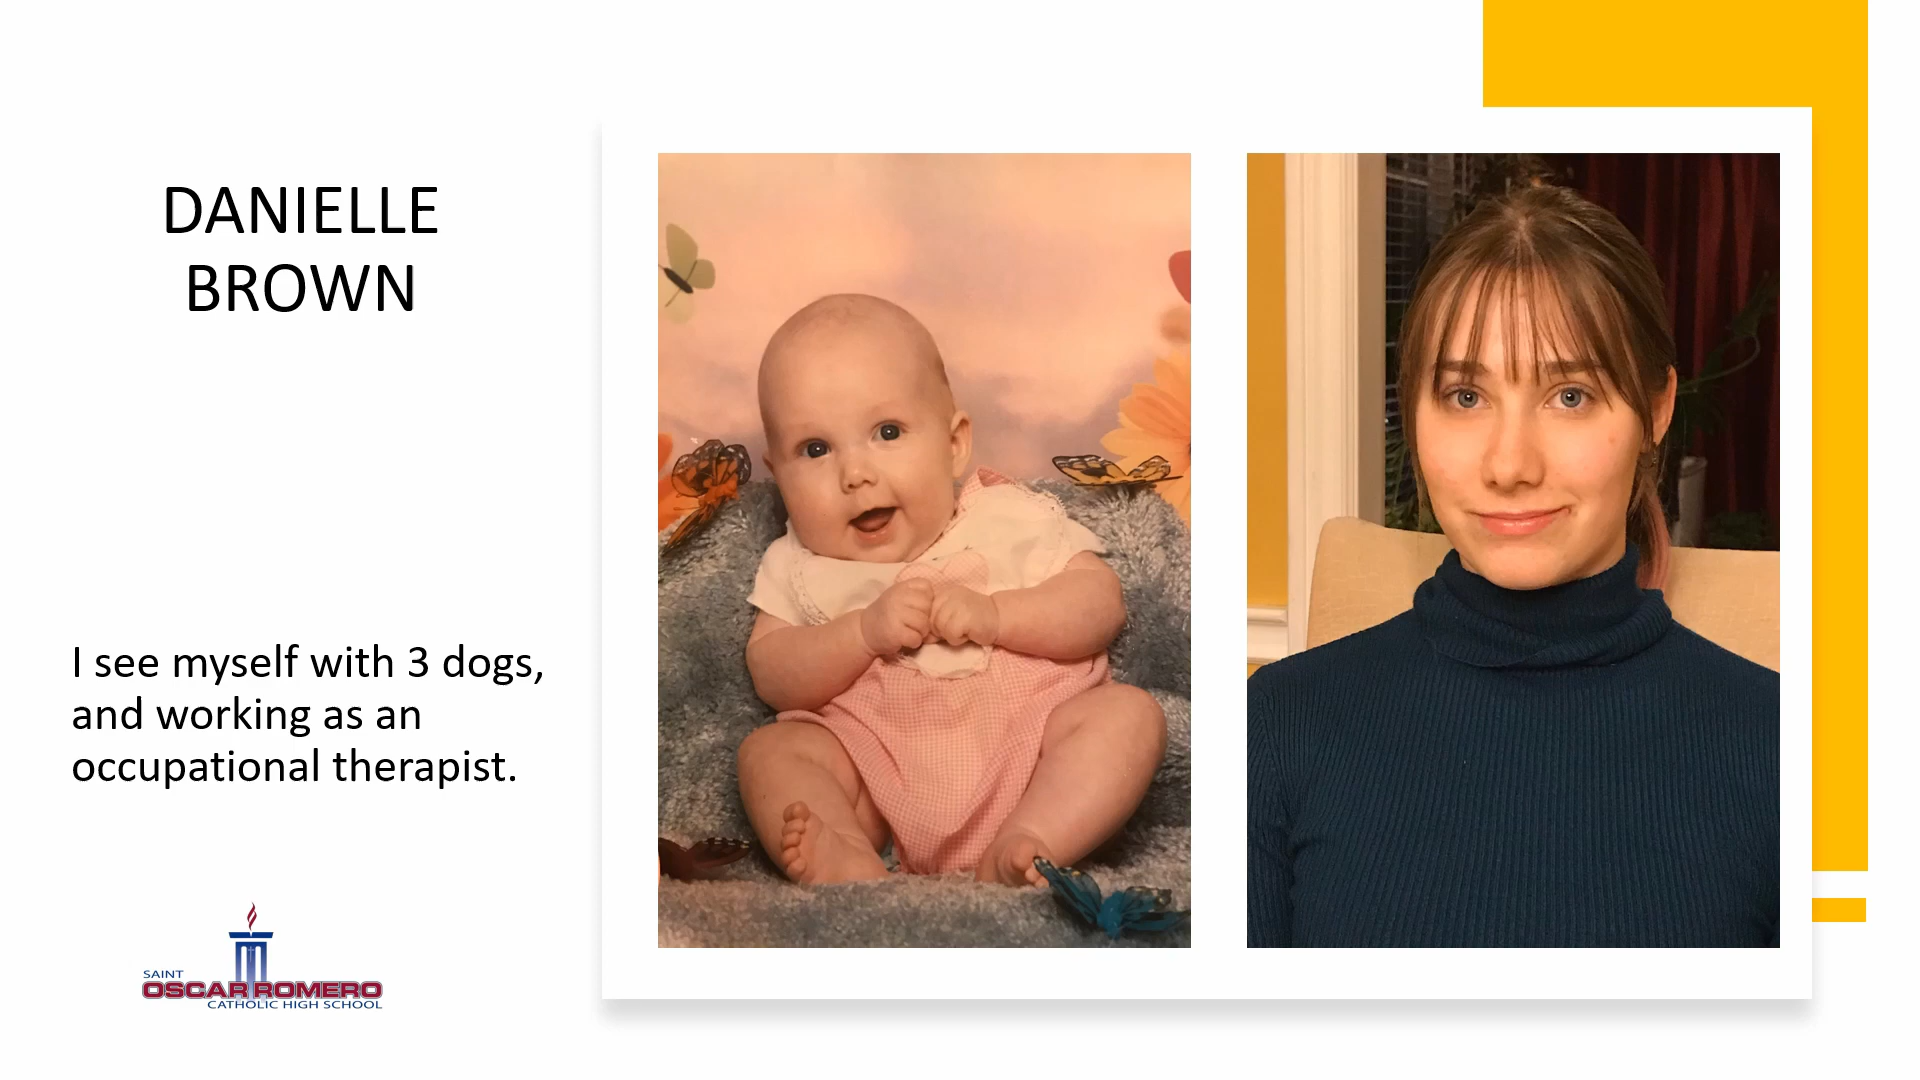 DANIELLE
BROWN
I see myself with 3 dogs,
and working as an
occupational therapist.
SAINT
OSCAR ROMERO
CATHOLIC HIGH SCHOOL